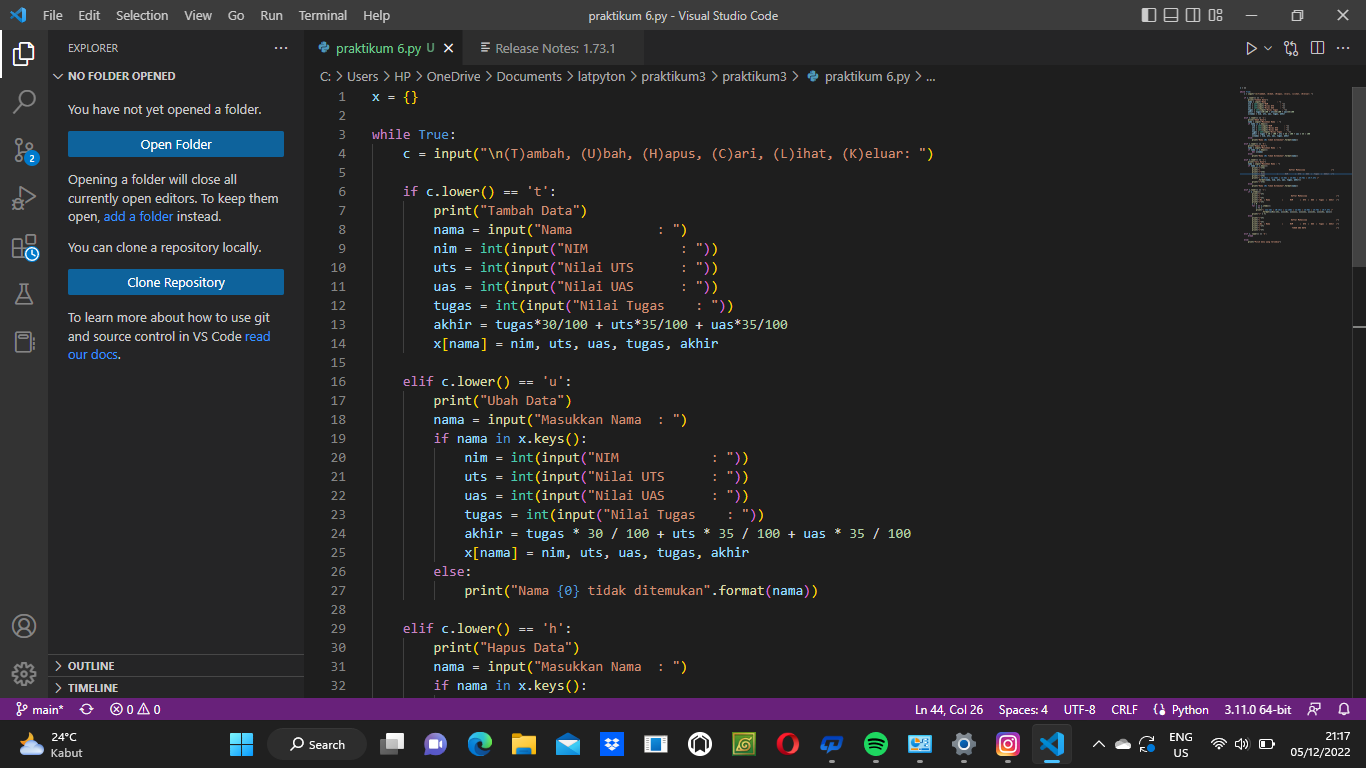 File Edit Selection View Go Run Terminal Help
praktikum 6.py - Visual Studio Code
EXPLORER
NO FOLDER OPENED
You have not yet opened a folder.
Open Folder
Opening a folder will close all
currently open editors. To keep them
open, add a folder instead.
You can clone a repository locally.
Clone Repository
To learn more about how to use git
and source control in VS Code read
our docs.
OUTLINE
TIMELINE
2
praktikum 6.py U
Release Notes: 1.73.1
C: > Users > HP > OneDrive > Documents > latpyton > praktikum3 > praktikum3 > praktikum 6.py > ...
1 x = {}
2
3 while True:
4     c = input("\n(T)ambah, (U)bah, (H)apus, (C)ari, (L)ihat, (K)eluar: ")
5
6     if c.lower() == 't':
7         print("Tambah Data")
8         nama = input("Nama           : ")
9         nim = int(input("NIM            : "))
10         uts = int(input("Nilai UTS      : "))
11         uas = int(input("Nilai UAS      : "))
12         tugas = int(input("Nilai Tugas    : "))
13         akhir = tugas*30/100 + uts*35/100 + uas*35/100
14         x[nama] = nim, uts, uas, tugas, akhir
15
16     elif c.lower() == 'u':
17         print("Ubah Data")
18         nama = input("Masukkan Nama  : ")
19         if nama in x.keys():
20             nim = int(input("NIM            : "))
21             uts = int(input("Nilai UTS      : "))
22             uas = int(input("Nilai UAS      : "))
23             tugas = int(input("Nilai Tugas    : "))
24             akhir = tugas * 30 / 100 + uts * 35 / 100 + uas * 35 / 100
25             x[nama] = nim, uts, uas, tugas, akhir
26         else:
27             print("Nama {0} tidak ditemukan".format(nama))
28
29     elif c.lower() == 'h':
30         print("Hapus Data")
31         nama = input("Masukkan Nama  : ")
32         if nama in x.keys():
main* 0 0 Ln 44, Col 26 Spaces: 4 UTF-8 CRLF Python 3.11.0 64-bit
24°C
Kabut
Search
ENG
US
21:17
05/12/2022